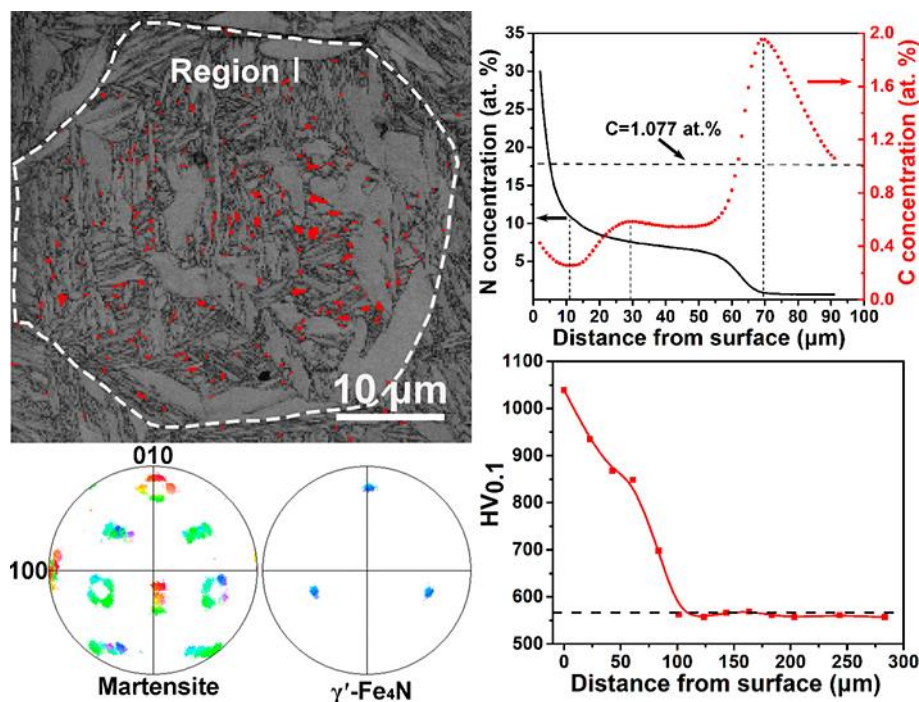 Region I
10 µm
010
100
Martensite
γ′-Fe4N
N concentration (at. %)
35
30
25
20
15
10
5
C=1.077 at.%
2.0
1.6
1.2
0.8
0.4
0.0
C concentration (at. %)
0 10 20 30 40 50 60 70 80 90 100
Distance from surface (µm)
HV0.1
1100
1000
900
800
700
600
500
0 50 100 150 200 250 300
Distance from surface (µm)